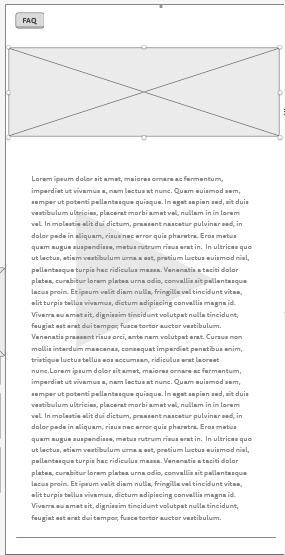 FAQ
Lorem ipsum dolor sit amet, maiores ornare ac fermentum,
imperdiet ut vivamus a, nam lectus at nunc. Quam euismod sem,
semper ut potenti pellentesque quisque. In eget sapien sed, sit duis
vestibulum ultricies, placerat morbi amet vel, nullam in in lorem
vel. In molestie elit dui dictum, praesent nascetur pulvinar sed, in
dolor pede in aliquam, risus nec error quis pharetra. Eros metus
quam augue suspendisse, metus rutrum risus erat in. In ultrices quo
ut lectus, etiam vestibulum urna a est, pretium luctus euismod nisl,
pellentesque turpis hac ridiculus massa. Venenatis a taciti dolor
platea, curabitur lorem platea urna odio, convallis sit pellentesque
lacus proin. Et ipsum velit diam nulla, fringilla vel tincidunt vitae,
elit turpis tellus vivamus, dictum adipiscing convallis magna id.
Viverra eu amet sit, dignissim tincidunt volutpat nulla tincidunt,
feugiat est erat dui tempor, fusce tortor auctor vestibulum.
Venenatis praesent risus orci, ante nam volutpat erat. Cursus non
mollis interdum maecenas, consequat imperdiet penatibus enim,
tristique luctus tellus eos accumsan, ridiculus erat laoreet
nunc.Lorem ipsum dolor sit amet, maiores ornare ac fermentum,
imperdiet ut vivamus a, nam lectus at nunc. Quam euismod sem,
semper ut potenti pellentesque quisque. In eget sapien sed, sit duis
vestibulum ultricies, placerat morbi amet vel, nullam in in lorem
vel. In molestie elit dui dictum, praesent nascetur pulvinar sed, in
dolor pede in aliquam, risus nec error quis pharetra. Eros metus
quam augue suspendisse, metus rutrum risus erat in. In ultrices quo
ut lectus, etiam vestibulum urna a est, pretium luctus euismod nisl,
pellentesque turpis hac ridiculus massa. Venenatis a taciti dolor
platea, curabitur lorem platea urna odio, convallis sit pellentesque
lacus proin. Et ipsum velit diam nulla, fringilla vel tincidunt vitae,
elit turpis tellus vivamus, dictum adipiscing convallis magna id.
Viverra eu amet sit, dignissim tincidunt volutpat nulla tincidunt,
feugiat est erat dui tempor, fusce tortor auctor vestibulum.